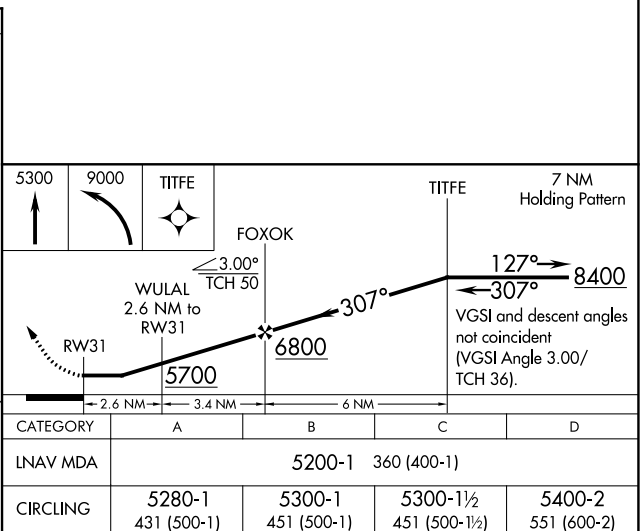 5300 9000 TITFE
TITFE
7 NM
Holding Pattern
FOXOK
3.00°
TCH 50
127°
8400
307°
307°
WULAL
2.6 NM to
RW31
VGSI and descent angles
not coincident
(VGSI Angle 3.00/
TCH 36).
RW31
6800
5700
2.6 NM 3.4 NM 6 NM
CATEGORY A B C D
LNAV MDA 5200-1 360 (400-1)
CIRCLING 5280-1 5300-1 5300-1½ 5400-2
431 (500-1) 451 (500-1) 451 (500-1½) 551 (600-2)